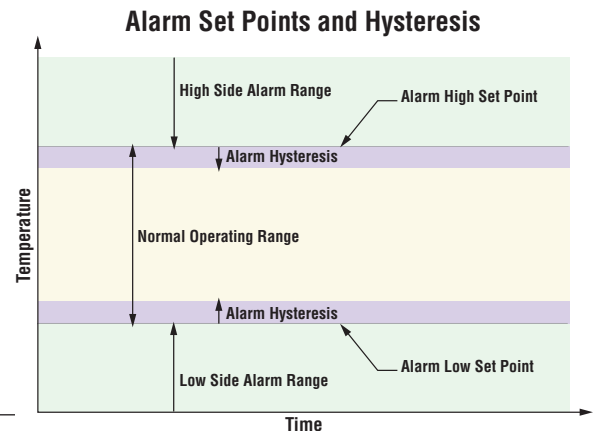 Alarm Set Points and Hysteresis
High Side Alarm Range
Alarm High Set Point
Alarm Hysteresis
Temperature
Normal Operating Range
Alarm Hysteresis
Alarm Low Set Point
Low Side Alarm Range
Time